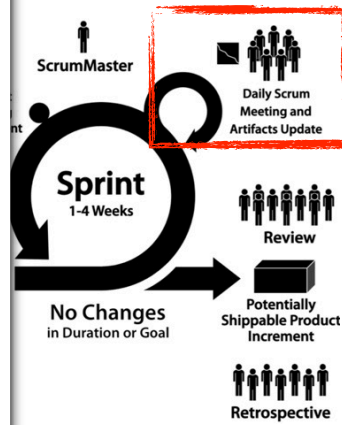 ScrumMaster
Daily Scrum
Meeting and
Artifacts Update
nt
Sprint
1-4 Weeks
Review
No Changes
in Duration or Goal
Potentially
Shippable Product
Increment
Retrospective